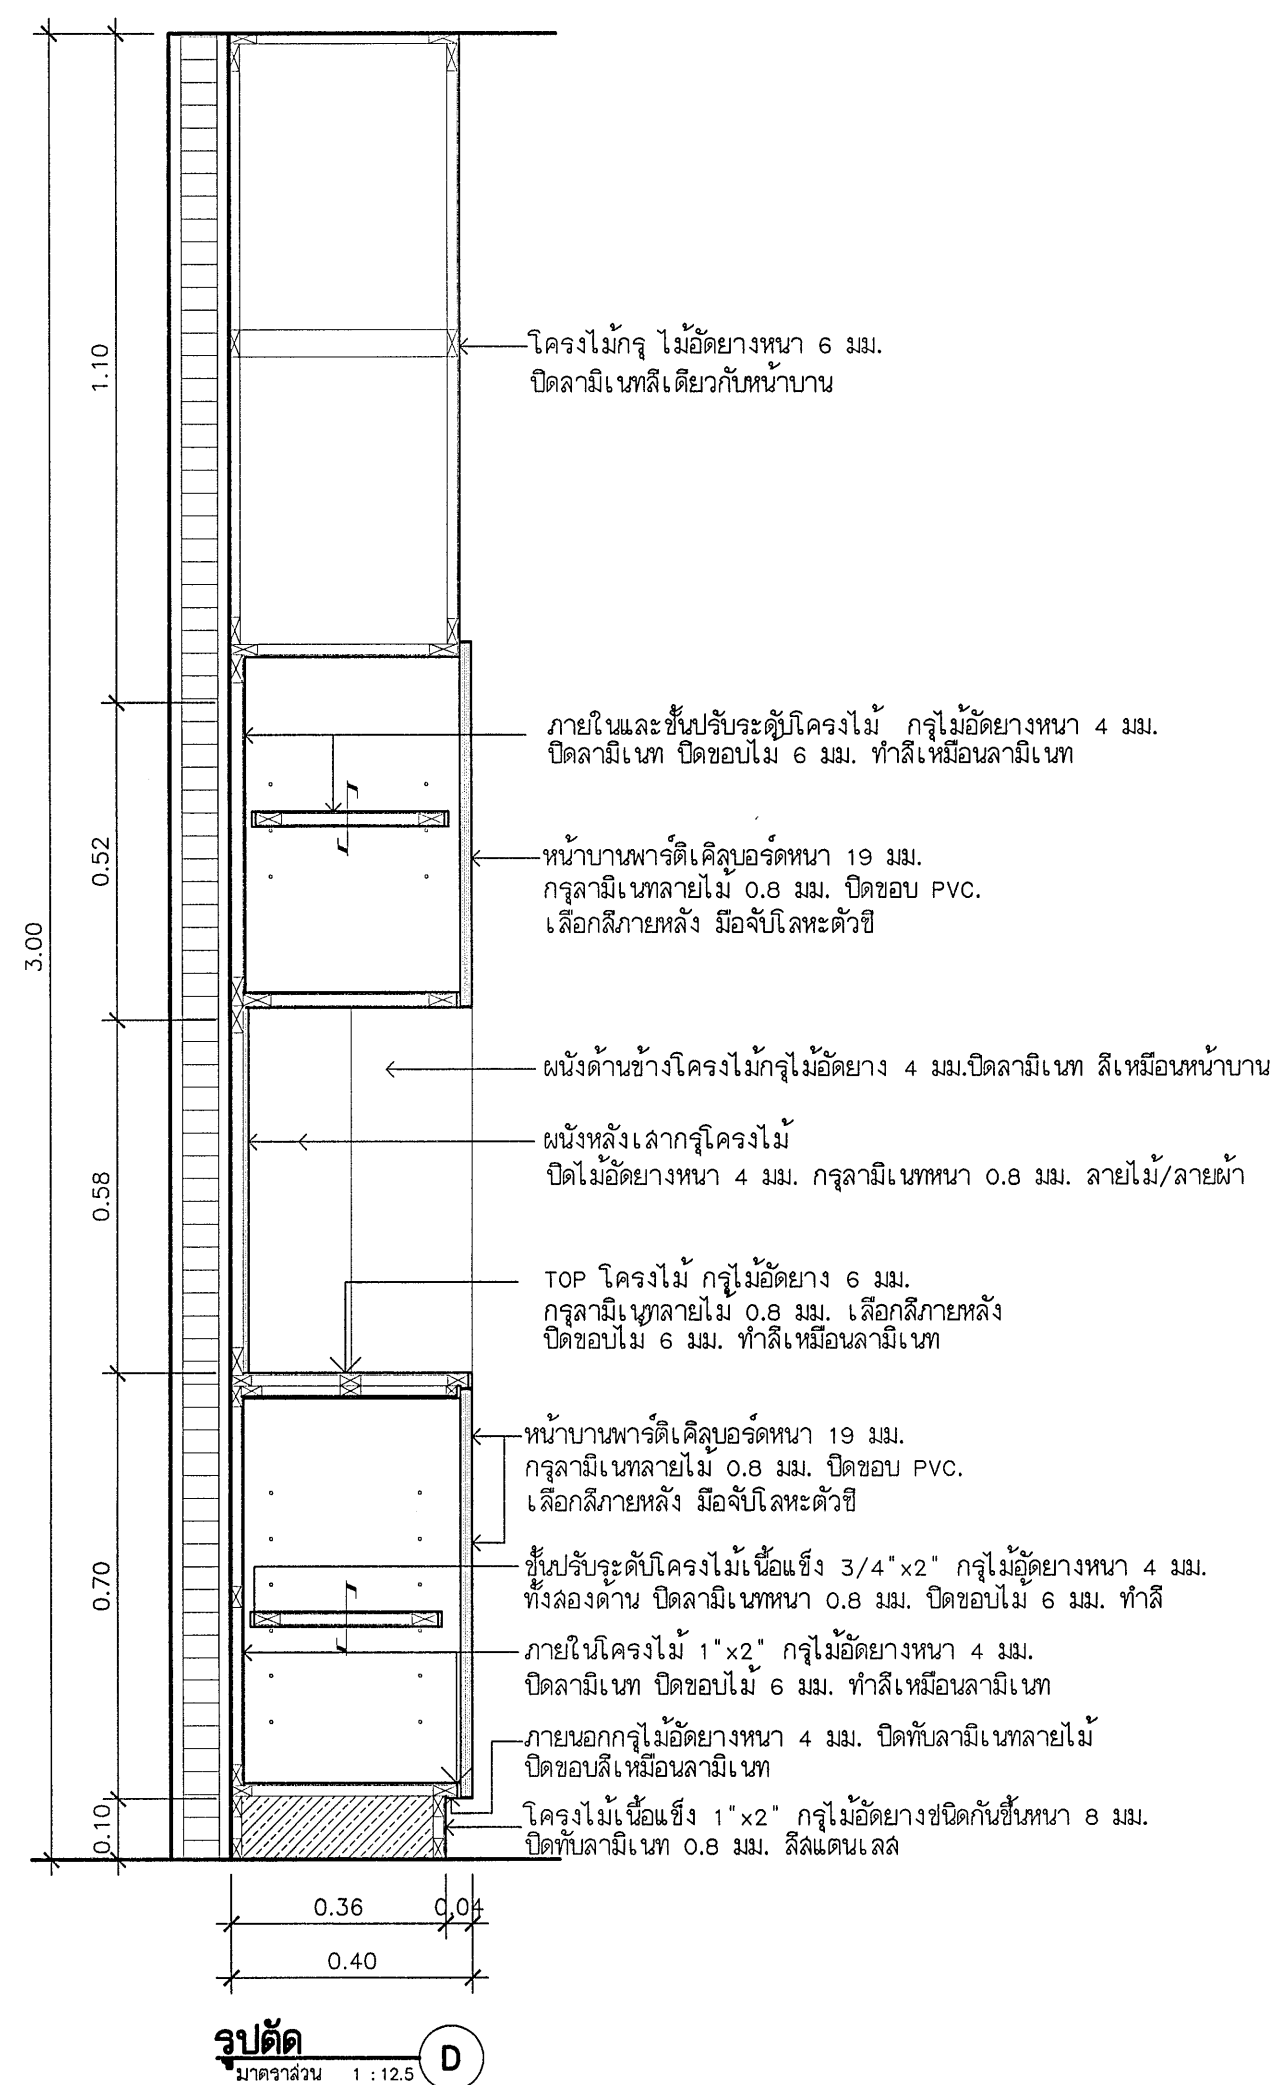 โครงไม้กรุ ไม้อัดยางหนา 6 มม.
ปิดลามิเนทสีเดียวกับหน้าบาน
1.10
ภายในและชั้นปรับระดับโครงไม้ กรุไม้อัดยางหนา 4 มม.
ปิดลามิเนท ปิดขอบไม้ 6 มม. ทำสีเหมือนลามิเนท
0.52
หน้าบานพาร์ติเคิลบอร์ดหนา 19 มม.
กรุลามิเนทลายไม้ 0.8 มม. ปิดขอบ PVC.
เลือกสีภายหลัง มือจับโลหะตัวซี
3.00
ผนังด้านข้างโครงไม้กรุไม้อัดยาง 4 มม.ปิดลามิเนท สีเหมือนหน้าบาน
ผนังหลังเสากรุโครงไม้
ปิดไม้อัดยางหนา 4 มม. กรุลามิเนทหนา 0.8 มม. ลายไม้/ลายผ้า
0.58
TOP โครงไม้ กรุไม้อัดยาง 6 มม.
กรุลามิเนทลายไม้ 0.8 มม. เลือกสีภายหลัง
ปิดขอบไม้ 6 มม. ทำสีเหมือนลามิเนท
หน้าบานพาร์ติเคิลบอร์ดหนา 19 มม.
กรุลามิเนทลายไม้ 0.8 มม. ปิดขอบ PVC.
เลือกสีภายหลัง มือจับโลหะตัวซี
0.70
ชั้นปรับระดับโครงไม้เนื้อแข็ง 3/4"x2" กรุไม้อัดยางหนา 4 มม.
ทั้งสองด้าน ปิดลามิเนทหนา 0.8 มม. ปิดขอบไม้ 6 มม. ทำสี
ภายในโครงไม้ 1"x2" กรุไม้อัดยางหนา 4 มม.
ปิดลามิเนท ปิดขอบไม้ 6 มม. ทำสีเหมือนลามิเนท
ภายนอกกรุไม้อัดยางหนา 4 มม. ปิดทับลามิเนทลายไม้
ปิดขอบสีเหมือนลามิเนท
0.10
โครงไม้เนื้อแข็ง 1"x2" กรุไม้อัดยางชนิดกันชื้นหนา 8 มม.
ปิดทับลามิเนท 0.8 มม. สีสแตนเลส
0.36 0.04
0.40
รูปตัด D
มาตราส่วน 1 : 12.5